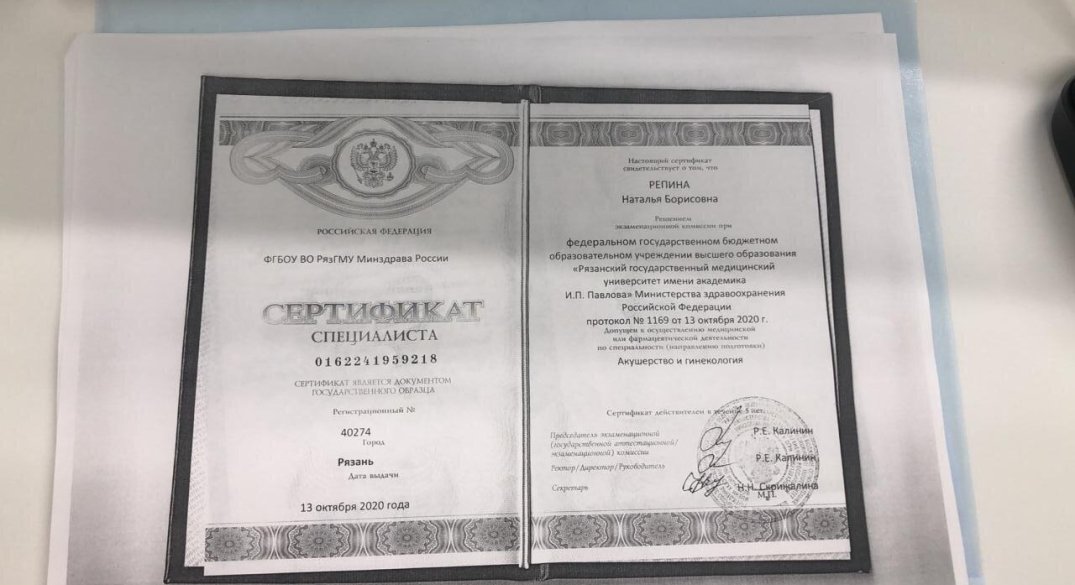 РОССИЙСКАЯ ФЕДЕРАЦИЯ
ФГБОУ ВО РязГМУ Минздрава России
СЕРТИФИКАТ
СПЕЦИАЛИСТА
0162241959218
СЕРТИФИКАТ ЯВЛЯЕТСЯ ДОКУМЕНТОМ
ГОСУДАРСТВЕННОГО ОБРАЗЦА
Регистрационный №
40274
Город
Рязань
Дата выдачи
13 октября 2020 года
Настоящий сертификат
свидетельствует о том, что
РЕПИНА
Наталья Борисовна
Решением
экзаменационной комиссии при
федеральном государственном бюджетном
образовательном учреждении высшего образования
«Рязанский государственный медицинский
университет имени академика
И.П. Павлова» Министерства здравоохранения
Российской Федерации
протокол № 1169 от 13 октября 2020 г.
Допущен к осуществлению медицинской
или фармацевтической деятельности
по специальности (направлению подготовки)
Акушерство и гинекология
Сертификат действителен в течение 5 лет.
Председатель экзаменационной
(государственной аттестационной/
экзаменационной) комиссии
Р.Е. Калинин
Ректор/Директор/Руководитель
Р.Е. Калинин
Секретарь
Н.Н. Скрижалина
М.П.